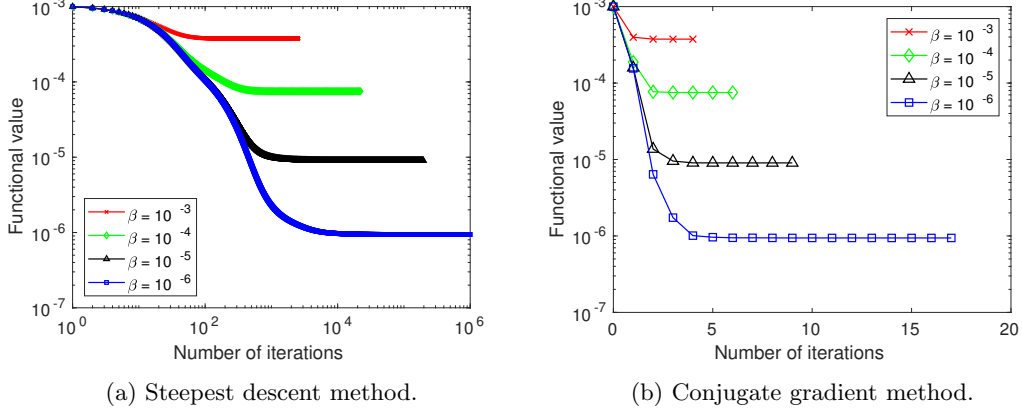 10^-3
10^-4
10^-5
10^-6
10^-7
Functional value
β = 10 -3
β = 10 -4
β = 10 -5
β = 10 -6
10^0 10^2 10^4 10^6
Number of iterations
(a) Steepest descent method.
10^-3
10^-4
10^-5
10^-6
10^-7
Functional value
β = 10 -3
β = 10 -4
β = 10 -5
β = 10 -6
0 5 10 15 20
Number of iterations
(b) Conjugate gradient method.